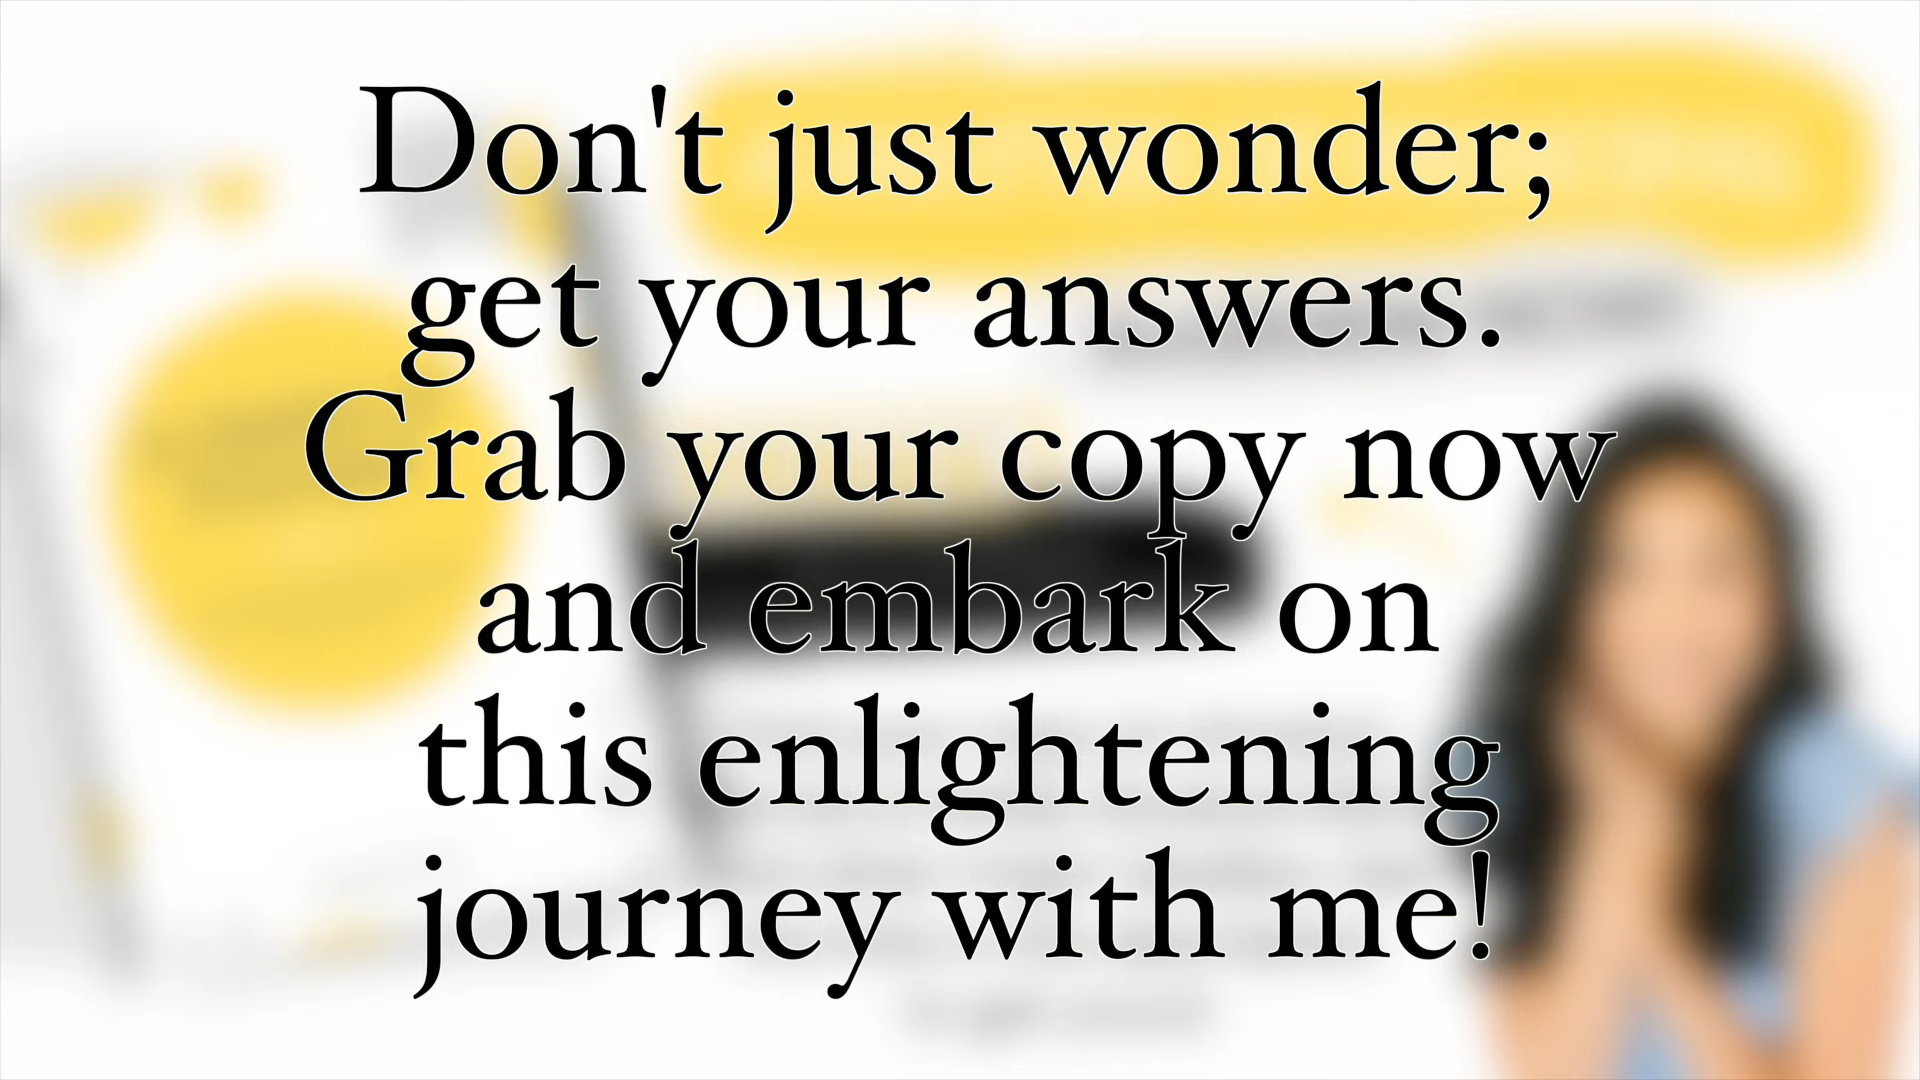 Don't just wonder;
get your answers.
Grab your copy now
and embark on
this enlightening
journey with me!